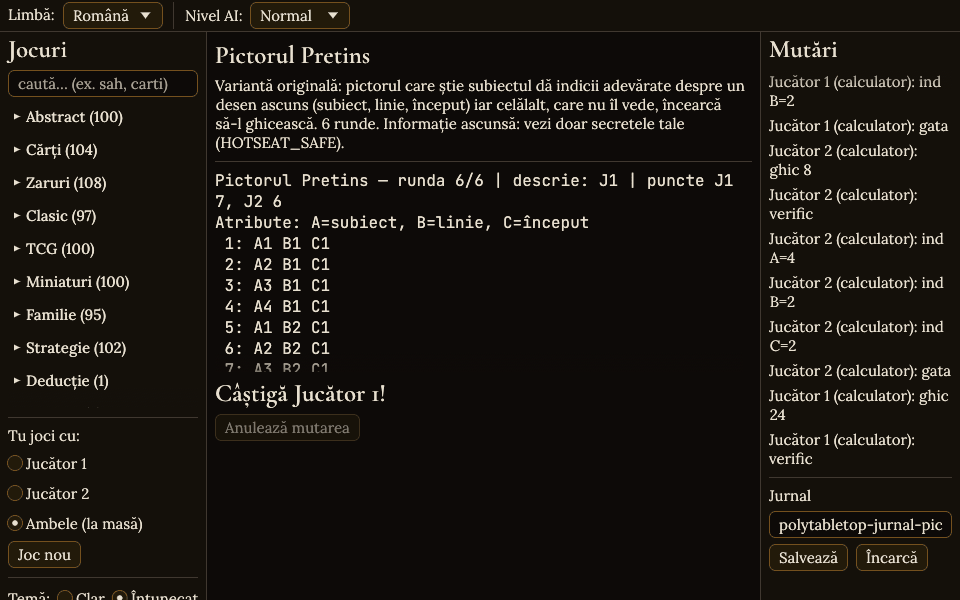 Limbă: Română ▼ Nivel AI: Normal ▼
Jocuri
caută... (ex. sah, carti)
▸ Abstract (100)
▸ Cărți (104)
▸ Zaruri (108)
▸ Clasic (97)
▸ TCG (100)
▸ Miniaturi (100)
▸ Familie (95)
▸ Strategie (102)
▸ Deducție (1)
Tu joci cu:
Jucător 1
Jucător 2
Ambele (la masă)
Joc nou
Temă: Clar Întunecat
Pictorul Pretins
Variantă originală: pictorul care știe subiectul dă indicii adevărate despre un
desen ascuns (subiect, linie, început) iar celălalt, care nu îl vede, încearcă
să-l ghicească. 6 runde. Informație ascunsă: vezi doar secretele tale
(HOTSEAT_SAFE).
Pictorul Pretins — runda 6/6 | descrie: J1 | puncte J1
7, J2 6
Atribute: A=subiect, B=linie, C=început
1: A1 B1 C1
2: A2 B1 C1
3: A3 B1 C1
4: A4 B1 C1
5: A1 B2 C1
6: A2 B2 C1
7: A3 B2 C1
Câștigă Jucător 1!
Anulează mutarea
Mutări
Jucător 1 (calculator): ind
B=2
Jucător 1 (calculator): gata
Jucător 2 (calculator):
ghic 8
Jucător 2 (calculator):
verific
Jucător 2 (calculator): ind
A=4
Jucător 2 (calculator): ind
B=2
Jucător 2 (calculator): ind
C=2
Jucător 2 (calculator): gata
Jucător 1 (calculator): ghic
24
Jucător 1 (calculator):
verific
Jurnal
polytabletop-jurnal-pic
Salvează Încarcă